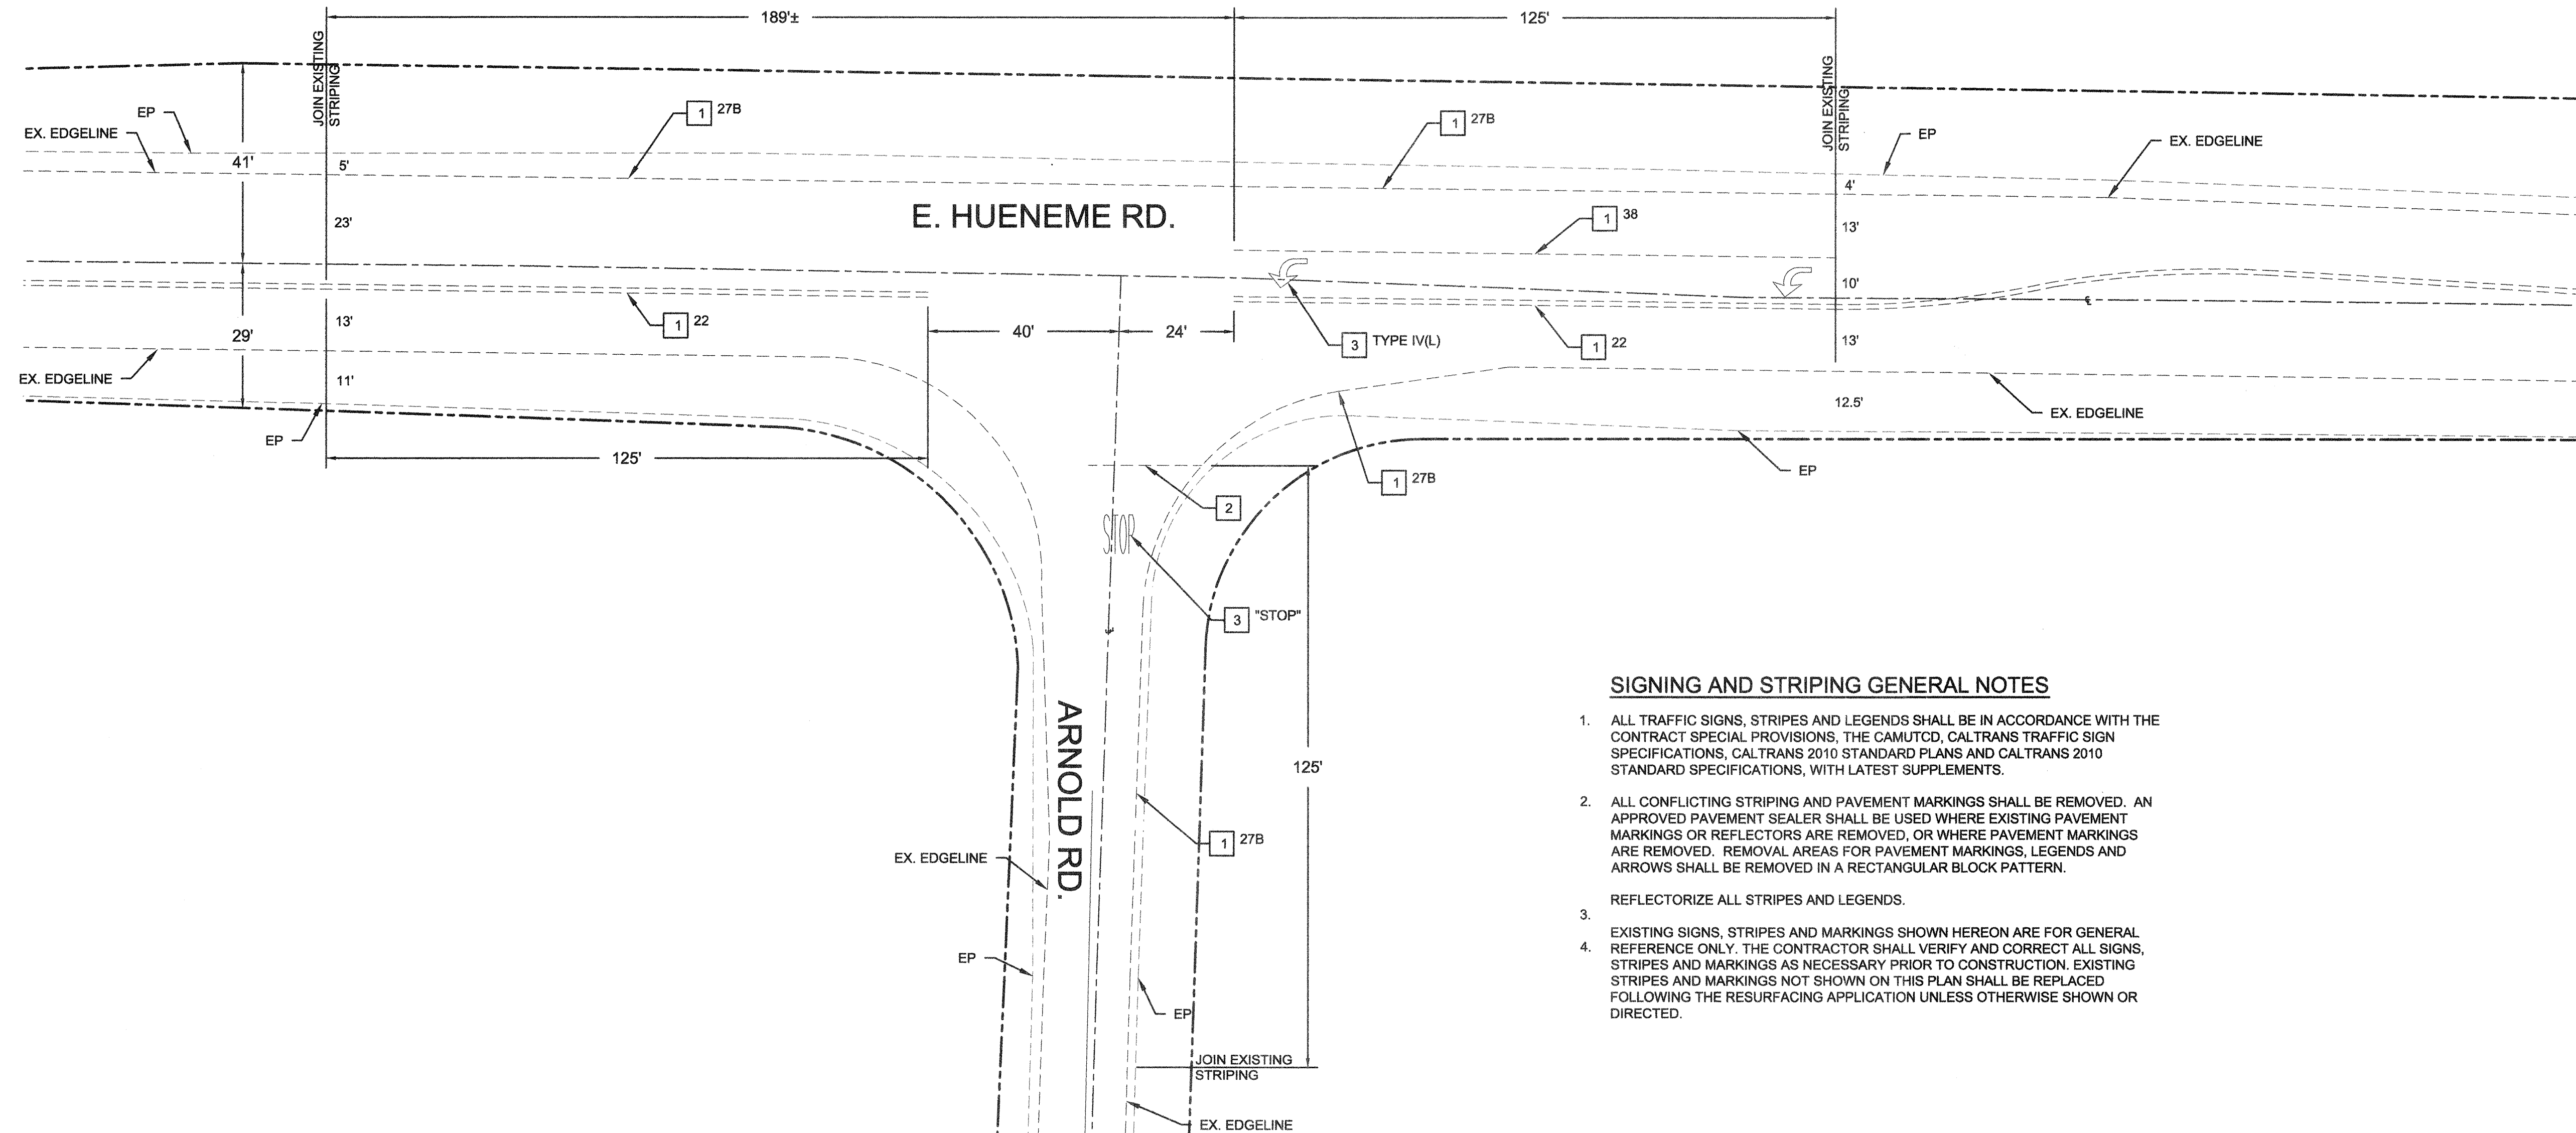 189'±
125'
JOIN EXISTING
STRIPING
JOIN EXISTING
STRIPING
EP
EX. EDGELINE
1 27B
1 27B
EP
EX. EDGELINE
41'
5'
4'
23'
E. HUENEME RD.
1 38
13'
10'
℄
13'
29'
1 22
40'
24'
3 TYPE IV(L)
1 22
13'
EX. EDGELINE
11'
12.5'
EX. EDGELINE
EP
125'
EP
1 27B
2
STOP
3 "STOP"
ARNOLD RD.
125'
1 27B
EX. EDGELINE
EP
EP
JOIN EXISTING
STRIPING
EX. EDGELINE
SIGNING AND STRIPING GENERAL NOTES
1. ALL TRAFFIC SIGNS, STRIPES AND LEGENDS SHALL BE IN ACCORDANCE WITH THE
CONTRACT SPECIAL PROVISIONS, THE CAMUTCD, CALTRANS TRAFFIC SIGN
SPECIFICATIONS, CALTRANS 2010 STANDARD PLANS AND CALTRANS 2010
STANDARD SPECIFICATIONS, WITH LATEST SUPPLEMENTS.
2. ALL CONFLICTING STRIPING AND PAVEMENT MARKINGS SHALL BE REMOVED. AN
APPROVED PAVEMENT SEALER SHALL BE USED WHERE EXISTING PAVEMENT
MARKINGS OR REFLECTORS ARE REMOVED, OR WHERE PAVEMENT MARKINGS
ARE REMOVED. REMOVAL AREAS FOR PAVEMENT MARKINGS, LEGENDS AND
ARROWS SHALL BE REMOVED IN A RECTANGULAR BLOCK PATTERN.
REFLECTORIZE ALL STRIPES AND LEGENDS.
3.
EXISTING SIGNS, STRIPES AND MARKINGS SHOWN HEREON ARE FOR GENERAL
4. REFERENCE ONLY. THE CONTRACTOR SHALL VERIFY AND CORRECT ALL SIGNS,
STRIPES AND MARKINGS AS NECESSARY PRIOR TO CONSTRUCTION. EXISTING
STRIPES AND MARKINGS NOT SHOWN ON THIS PLAN SHALL BE REPLACED
FOLLOWING THE RESURFACING APPLICATION UNLESS OTHERWISE SHOWN OR
DIRECTED.